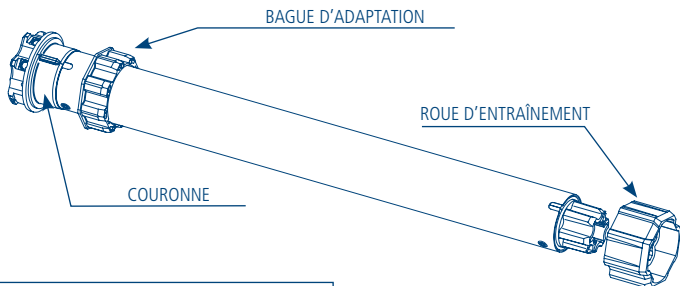 BAGUE D’ADAPTATION
ROUE D’ENTRAÎNEMENT
COURONNE